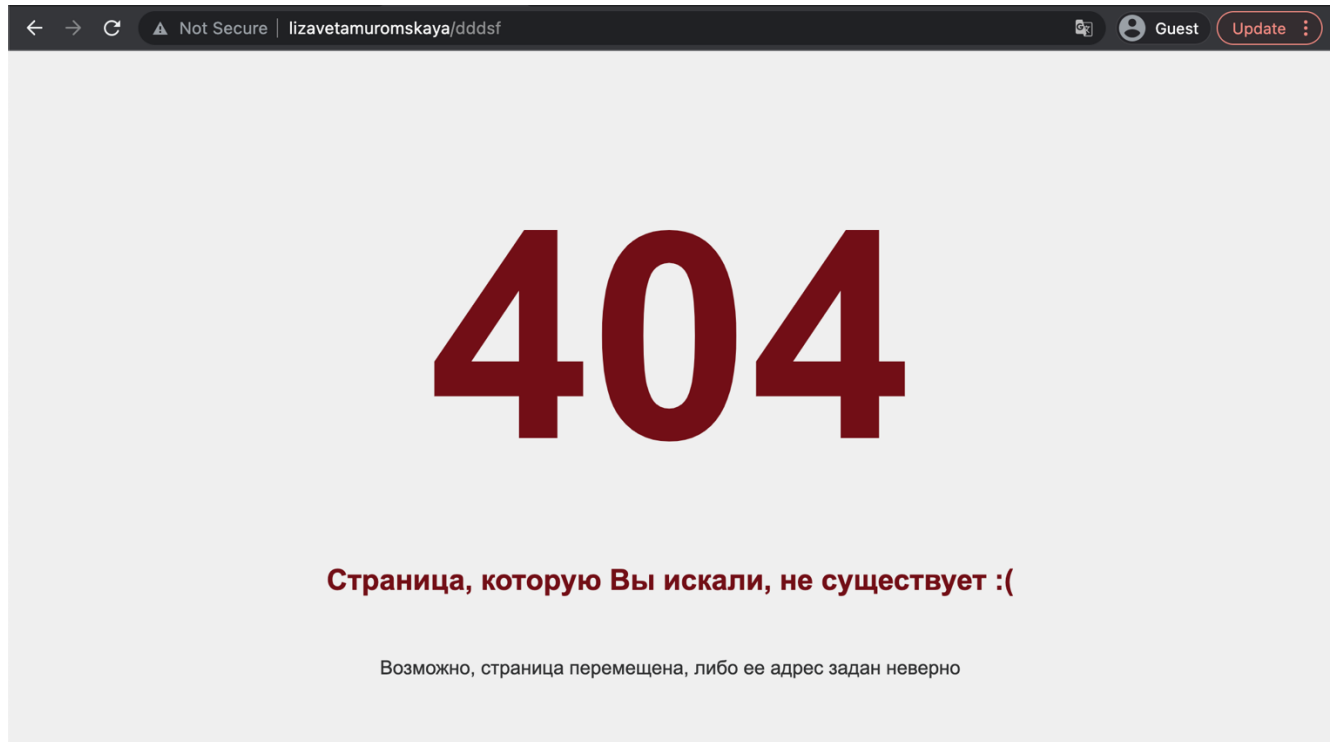 Not Secure | lizavetamuromskaya/dddsf Guest Update
404
Страница, которую Вы искали, не существует :(
Возможно, страница перемещена, либо ее адрес задан неверно